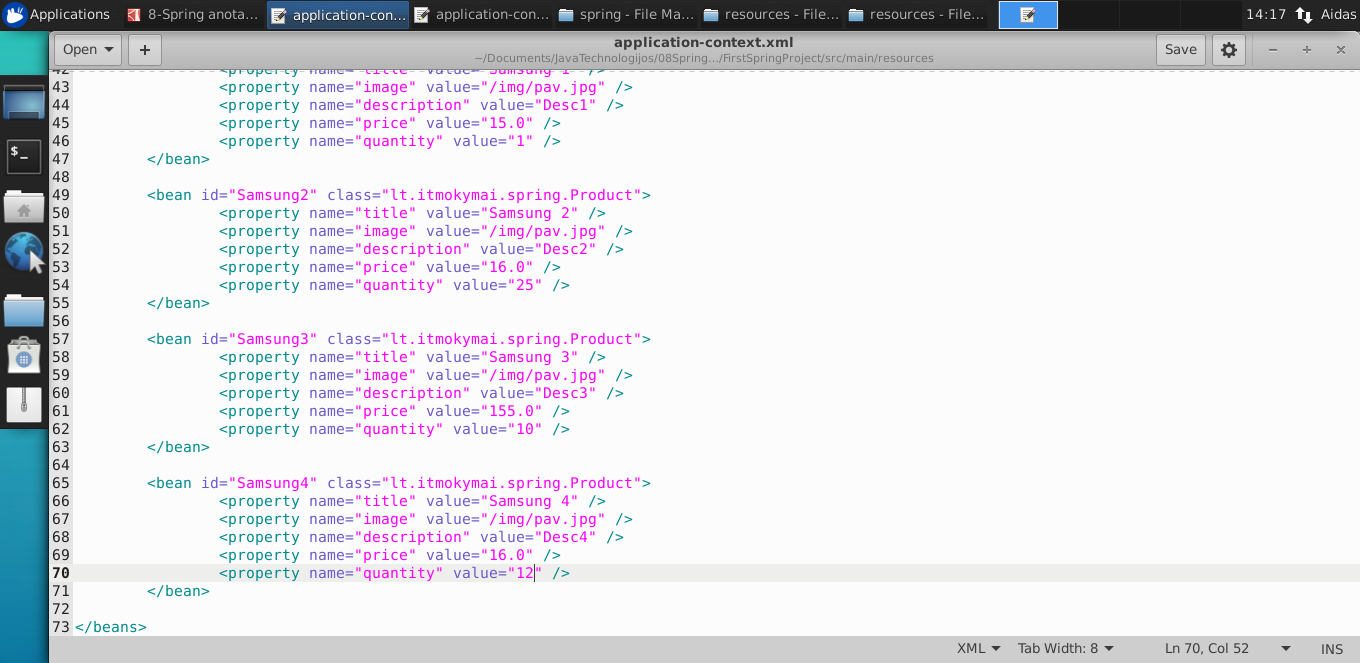 Applications 8-Spring anota... application-con... application-con... spring - File Ma... resources - File... resources - File... 14:17 Aidas
Open + application-context.xml Save
~/Documents/JavaTechnologijos/08Spring.../FirstSpringProject/src/main/resources
42 <property name="title" value="Samsung 1" />
43 <property name="image" value="/img/pav.jpg" />
44 <property name="description" value="Desc1" />
45 <property name="price" value="15.0" />
46 <property name="quantity" value="1" />
47 </bean>
48
49 <bean id="Samsung2" class="lt.itmokymai.spring.Product">
50 <property name="title" value="Samsung 2" />
51 <property name="image" value="/img/pav.jpg" />
52 <property name="description" value="Desc2" />
53 <property name="price" value="16.0" />
54 <property name="quantity" value="25" />
55 </bean>
56
57 <bean id="Samsung3" class="lt.itmokymai.spring.Product">
58 <property name="title" value="Samsung 3" />
59 <property name="image" value="/img/pav.jpg" />
60 <property name="description" value="Desc3" />
61 <property name="price" value="155.0" />
62 <property name="quantity" value="10" />
63 </bean>
64
65 <bean id="Samsung4" class="lt.itmokymai.spring.Product">
66 <property name="title" value="Samsung 4" />
67 <property name="image" value="/img/pav.jpg" />
68 <property name="description" value="Desc4" />
69 <property name="price" value="16.0" />
70 <property name="quantity" value="12" />
71 </bean>
72
73 </beans>
XML Tab Width: 8 Ln 70, Col 52 INS